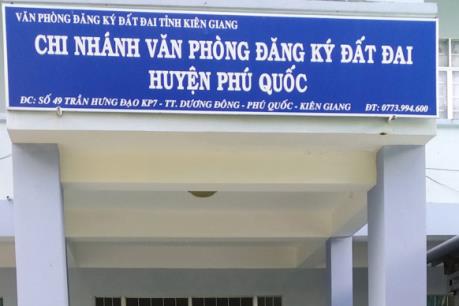 VĂN PHÒNG ĐĂNG KÝ ĐẤT ĐAI TỈNH KIÊN GIANG
CHI NHÁNH VĂN PHÒNG ĐĂNG KÝ ĐẤT ĐAI
HUYỆN PHÚ QUỐC
ĐC: SỐ 49 TRẦN HƯNG ĐẠO KP7 - TT. DƯƠNG ĐÔNG - PHÚ QUỐC - KIÊN GIANG ĐT: 0773.994.600